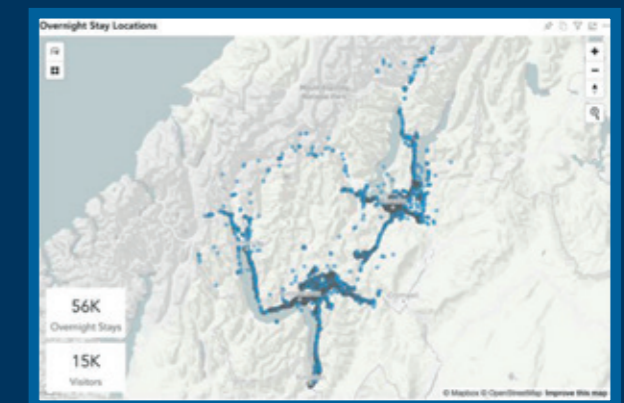 Overnight Stay Locations
56K
Overnight Stays
15K
Visitors
© Mapbox © OpenStreetMap Improve this map